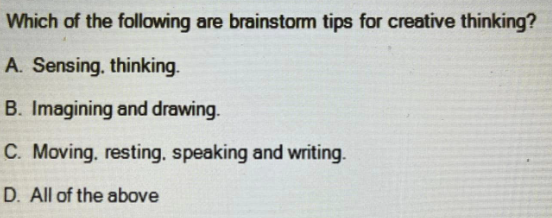 Which of the following are brainstorm tips for creative thinking?
A. Sensing, thinking.
B. Imagining and drawing.
C. Moving, resting, speaking and writing.
D. All of the above